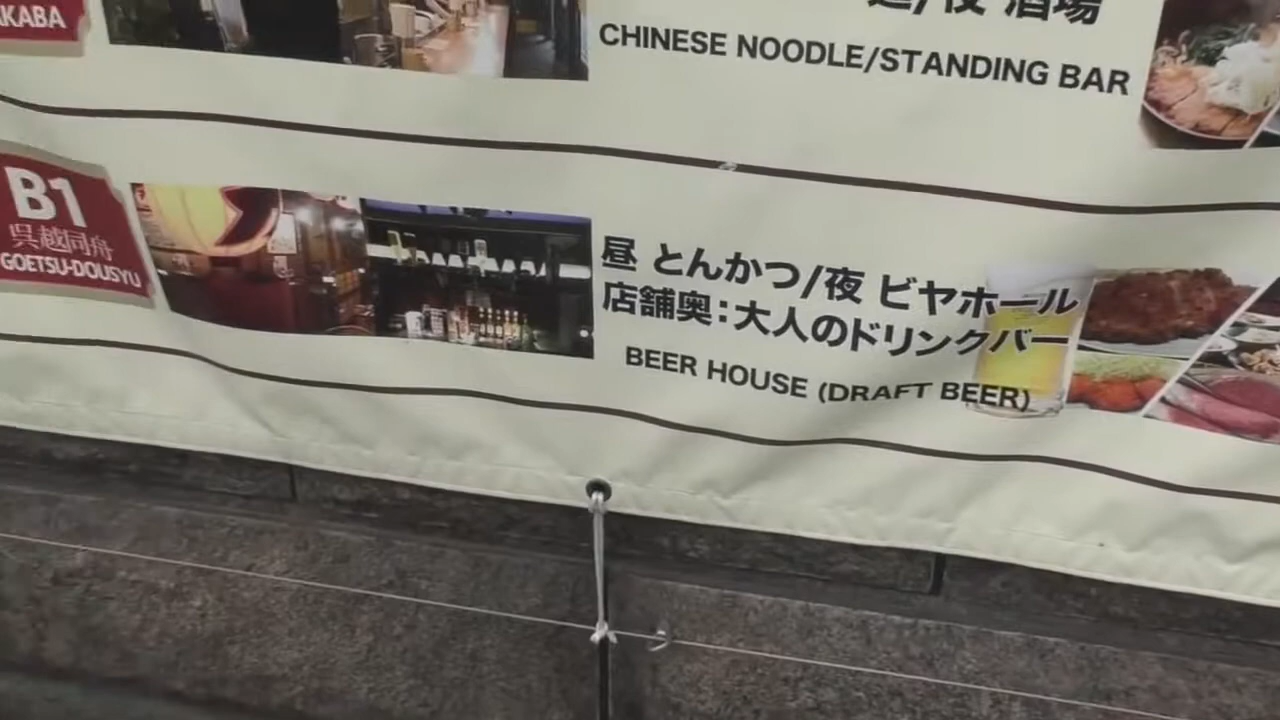 AKABA
酒場
CHINESE NOODLE/STANDING BAR
B1
呉越同舟
GOETSU-DOUSYU
昼 とんかつ/夜 ビヤホール
店舗奥：大人のドリンクバー
BEER HOUSE (DRAFT BEER)